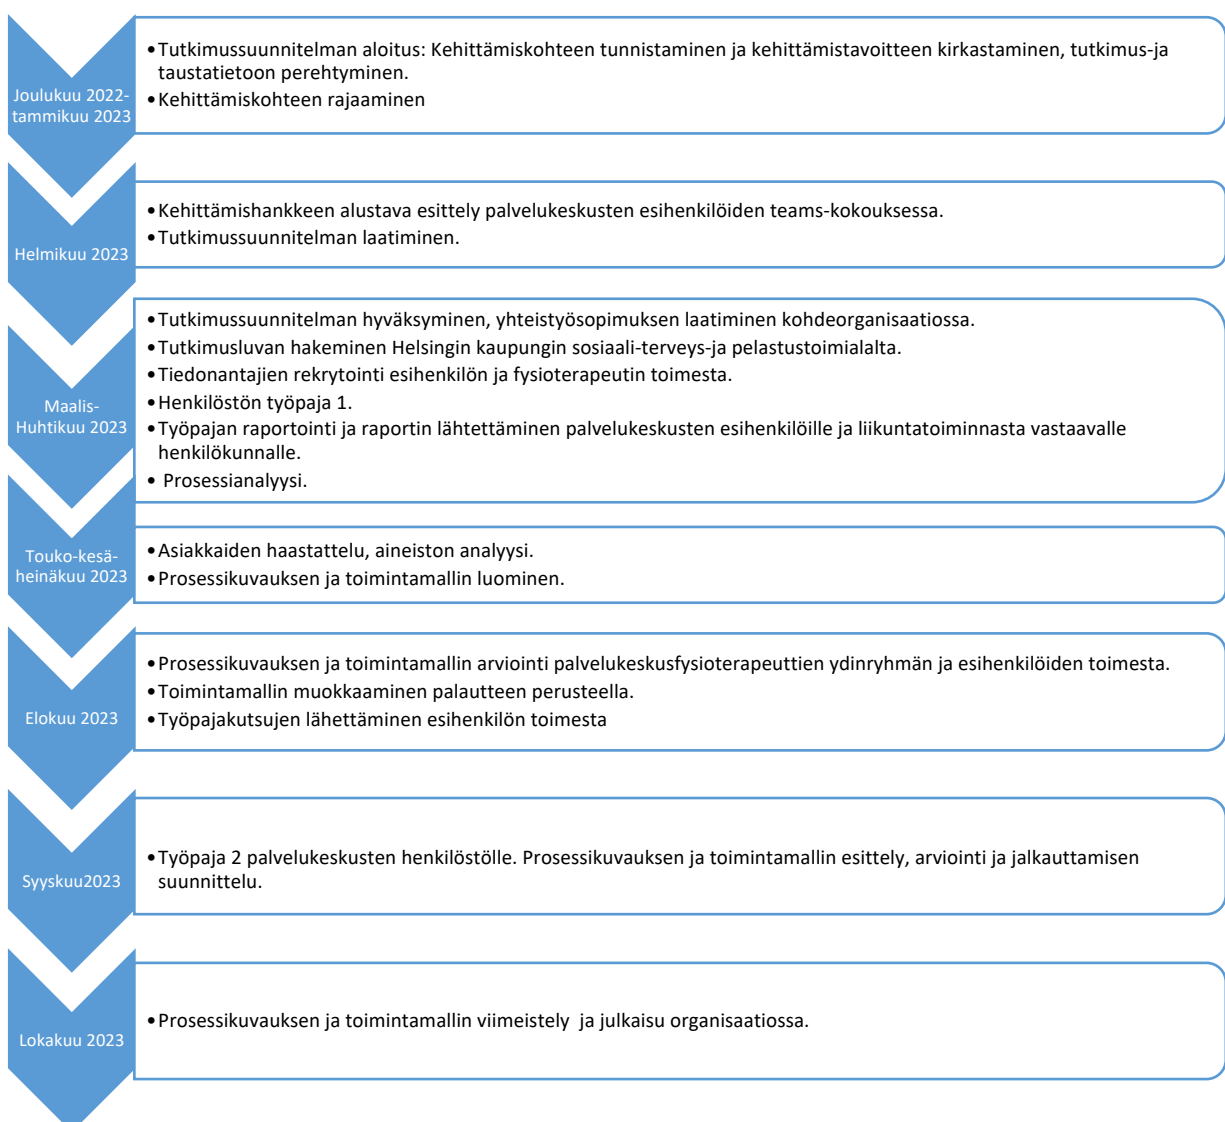 Joulukuu 2022-
tammikuu 2023
•Tutkimussuunnitelman aloitus: Kehittämiskohteen tunnistaminen ja kehittämistavoitteen kirkastaminen, tutkimus-ja
taustatietoon perehtyminen.
•Kehittämiskohteen rajaaminen
Helmikuu 2023
•Kehittämishankkeen alustava esittely palvelukeskusten esihenkilöiden teams-kokouksessa.
•Tutkimussuunnitelman laatiminen.
Maalis-
Huhtikuu 2023
•Tutkimussuunnitelman hyväksyminen, yhteistyösopimuksen laatiminen kohdeorganisaatiossa.
•Tutkimusluvan hakeminen Helsingin kaupungin sosiaali-terveys-ja pelastustoimialalta.
•Tiedonantajien rekrytointi esihenkilön ja fysioterapeutin toimesta.
•Henkilöstön työpaja 1.
•Työpajan raportointi ja raportin lähtettäminen palvelukeskusten esihenkilöille ja liikuntatoiminnasta vastaavalle
henkilökunnalle.
• Prosessianalyysi.
Touko-kesä-
heinäkuu 2023
•Asiakkaiden haastattelu, aineiston analyysi.
•Prosessikuvauksen ja toimintamallin luominen.
Elokuu 2023
•Prosessikuvauksen ja toimintamallin arviointi palvelukeskusfysioterapeuttien ydinryhmän ja esihenkilöiden toimesta.
•Toimintamallin muokkaaminen palautteen perusteella.
•Työpajakutsujen lähettäminen esihenkilön toimesta
Syyskuu2023
•Työpaja 2 palvelukeskusten henkilöstölle. Prosessikuvauksen ja toimintamallin esittely, arviointi ja jalkauttamisen
suunnittelu.
Lokakuu 2023
•Prosessikuvauksen ja toimintamallin viimeistely  ja julkaisu organisaatiossa.